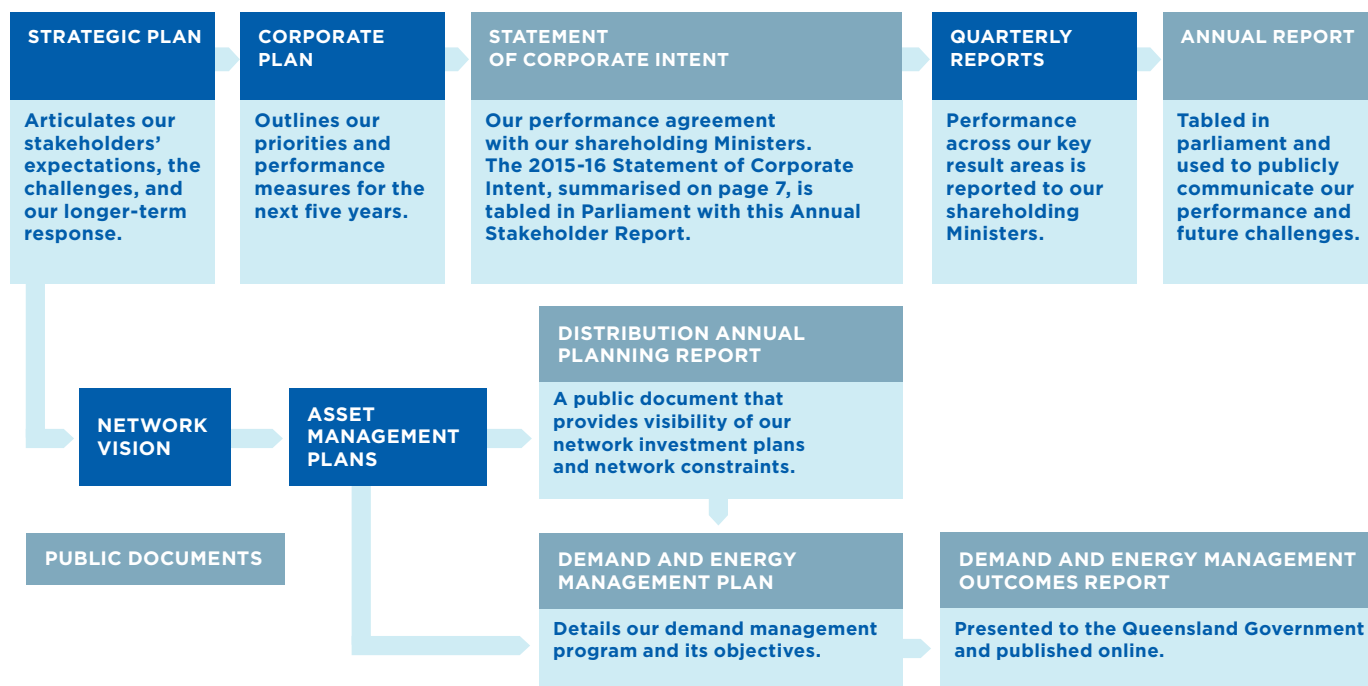 STRATEGIC PLAN
Articulates our
stakeholders'
expectations, the
challenges, and
our longer-term
response.
CORPORATE
PLAN
Outlines our
priorities and
performance
measures for the
next five years.
STATEMENT
OF CORPORATE INTENT
Our performance agreement
with our shareholding Ministers.
The 2015-16 Statement of Corporate
Intent, summarised on page 7, is
tabled in Parliament with this Annual
Stakeholder Report.
QUARTERLY
REPORTS
Performance
across our key
result areas is
reported to our
shareholding
Ministers.
ANNUAL REPORT
Tabled in
parliament and
used to publicly
communicate our
performance and
future challenges.
NETWORK
VISION
ASSET
MANAGEMENT
PLANS
DISTRIBUTION ANNUAL
PLANNING REPORT
A public document that
provides visibility of our
network investment plans
and network constraints.
PUBLIC DOCUMENTS
DEMAND AND ENERGY
MANAGEMENT PLAN
Details our demand management
program and its objectives.
DEMAND AND ENERGY MANAGEMENT
OUTCOMES REPORT
Presented to the Queensland Government
and published online.